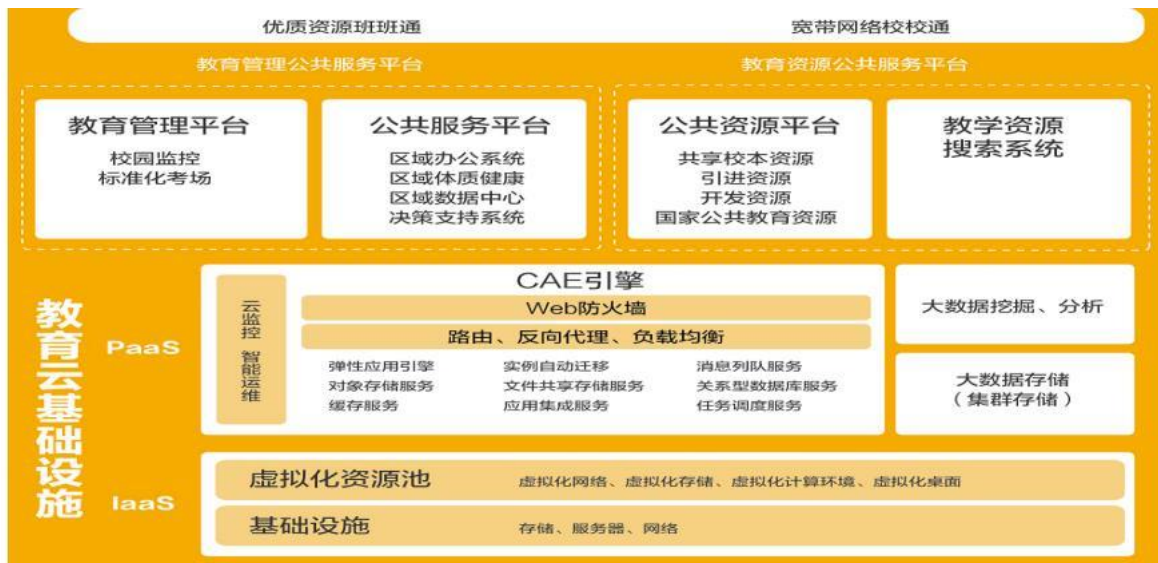 优质资源班班通
宽带网络校校通
教育管理公共服务平台
教育资源公共服务平台
教育管理平台
校园监控
标准化考场
公共服务平台
区域办公系统
区域体质健康
区域数据中心
决策支持系统
公共资源平台
共享校本资源
引进资源
开发资源
国家公共教育资源
教学资源
搜索系统
教育云基础设施
PaaS
云监控 智能运维
CAE引擎
Web防火墙
路由、反向代理、负载均衡
弹性应用引擎
实例自动迁移
消息列队服务
对象存储服务
文件共享存储服务
关系型数据库服务
缓存服务
应用集成服务
任务调度服务
大数据挖掘、分析
大数据存储
（集群存储）
IaaS
虚拟化资源池
虚拟化网络、虚拟化存储、虚拟化计算环境、虚拟化桌面
基础设施
存储、服务器、网络